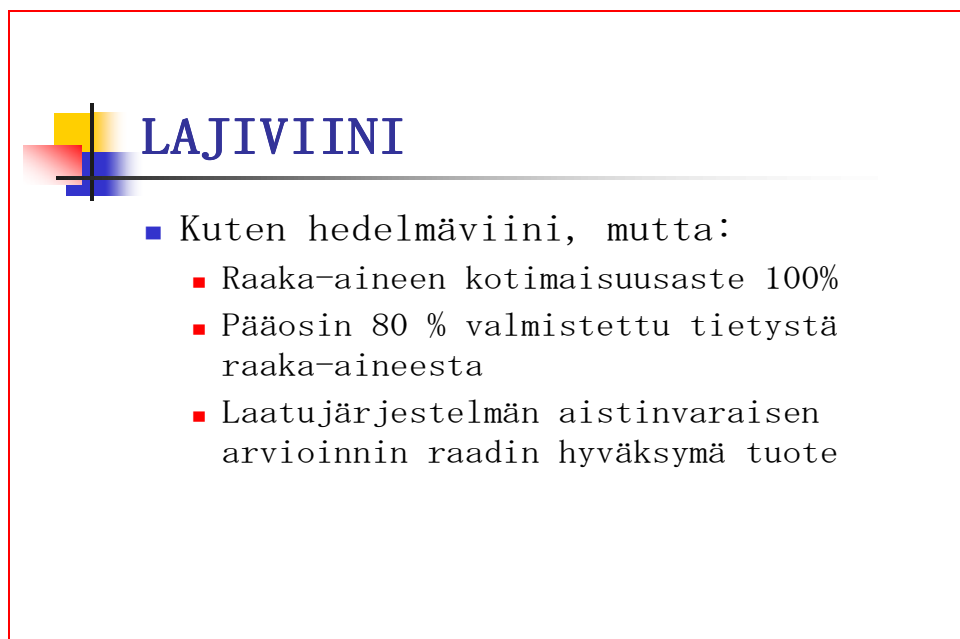 LAJIVIINI
Kuten hedelmäviini, mutta:
Raaka-aineen kotimaisuusaste 100%
Pääosin 80 % valmistettu tietystä
raaka-aineesta
Laatujärjestelmän aistinvaraisen
arvioinnin raadin hyväksymä tuote